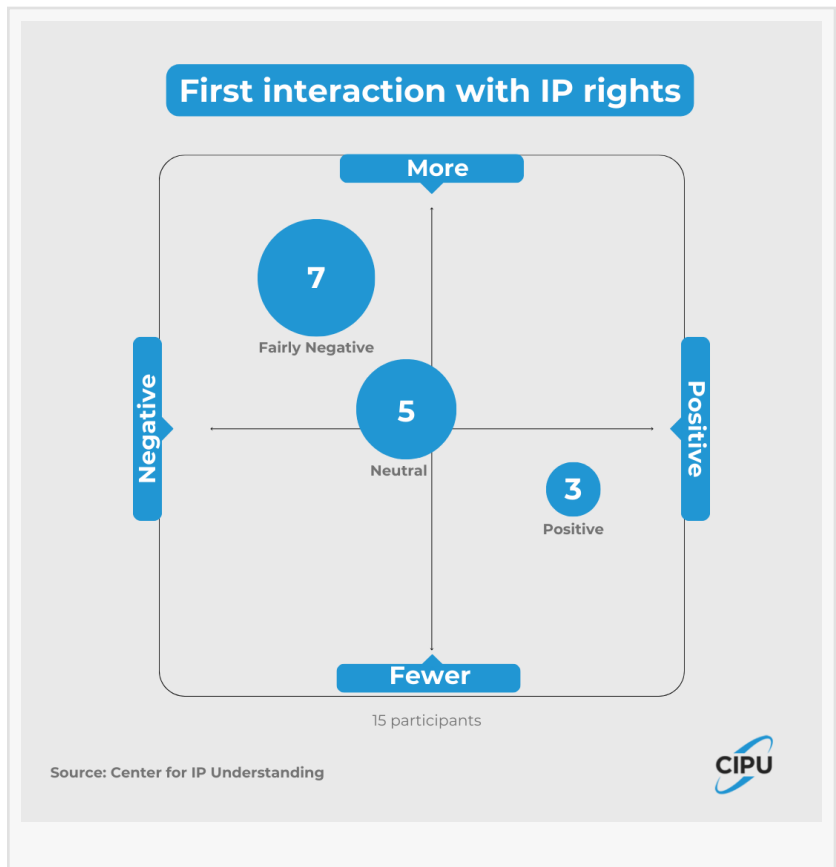 First interaction with IP rights
More
7
Fairly Negative
Negative
5
Neutral
Positive
3
Positive
Fewer
15 participants
Source: Center for IP Understanding
CIPU